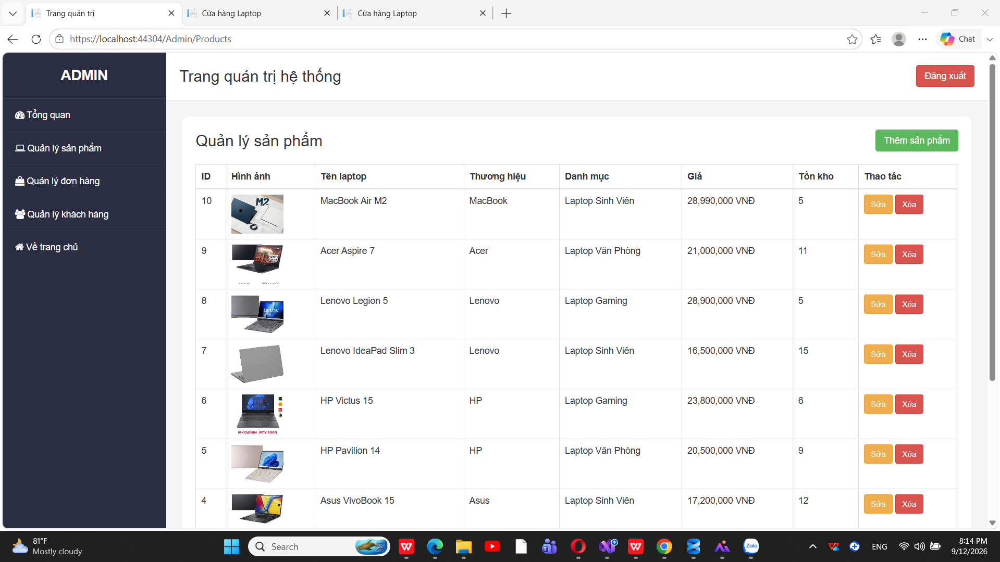 Trang quản trị
Cửa hàng Laptop
Cửa hàng Laptop
https://localhost:44304/Admin/Products
Chat
ADMIN
Trang quản trị hệ thống
Đăng xuất
Tổng quan
Quản lý sản phẩm
Quản lý đơn hàng
Quản lý khách hàng
Về trang chủ
Quản lý sản phẩm
Thêm sản phẩm
ID Hình ảnh Tên laptop Thương hiệu Danh mục Giá Tồn kho Thao tác
10 M2 MacBook Air M2 MacBook Laptop Sinh Viên 28,990,000 VNĐ 5 Sửa Xóa
9 Acer Aspire 7 Acer Laptop Văn Phòng 21,000,000 VNĐ 11 Sửa Xóa
8 LEGION Lenovo Legion 5 Lenovo Laptop Gaming 28,900,000 VNĐ 5 Sửa Xóa
7 Lenovo IdeaPad Slim 3 Lenovo Laptop Sinh Viên 16,500,000 VNĐ 15 Sửa Xóa
6 HP Victus 15 HP Laptop Gaming 23,800,000 VNĐ 6 Sửa Xóa
i5-12450H RTX 2050
5 HP Pavilion 14 HP Laptop Văn Phòng 20,500,000 VNĐ 9 Sửa Xóa
4 Asus VivoBook 15 Asus Laptop Sinh Viên 17,200,000 VNĐ 12 Sửa Xóa
81°F
Mostly cloudy
Search
Zalo
ENG
8:14 PM
9/12/2026